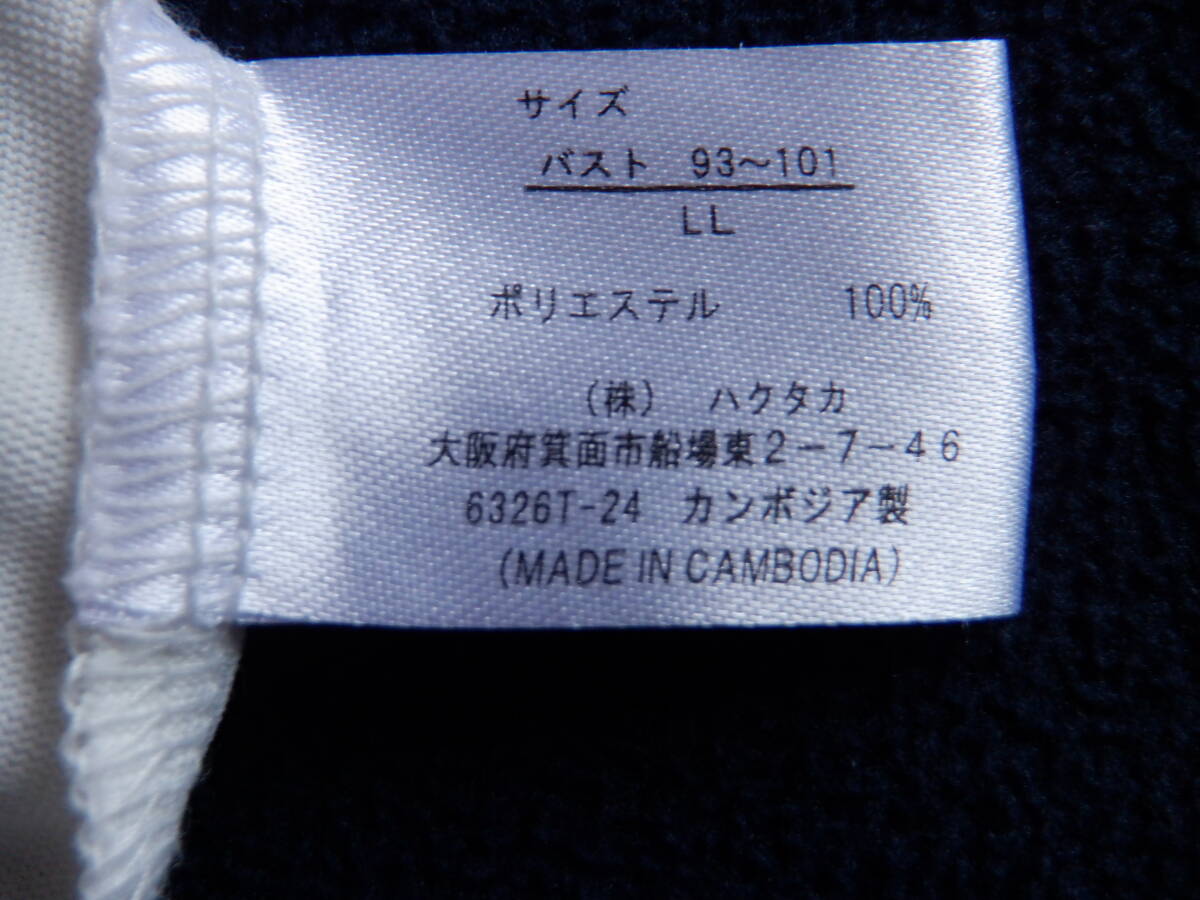 サイズ
バスト 93～101
LL
ポリエステル 100%
(株) ハクタカ
大阪府箕面市船場東2-7-46
6326T-24 カンボジア製
(MADE IN CAMBODIA)